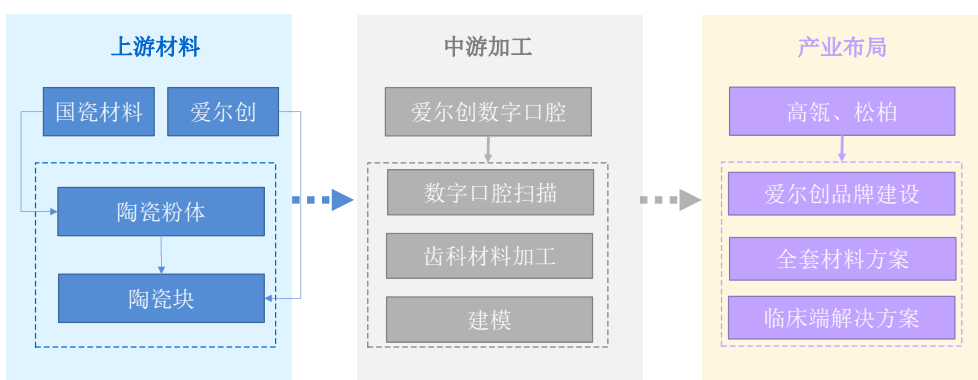 上游材料
国瓷材料
爱尔创
陶瓷粉体
陶瓷块
中游加工
爱尔创数字口腔
数字口腔扫描
齿科材料加工
建模
产业布局
高瓴、松柏
爱尔创品牌建设
全套材料方案
临床端解决方案